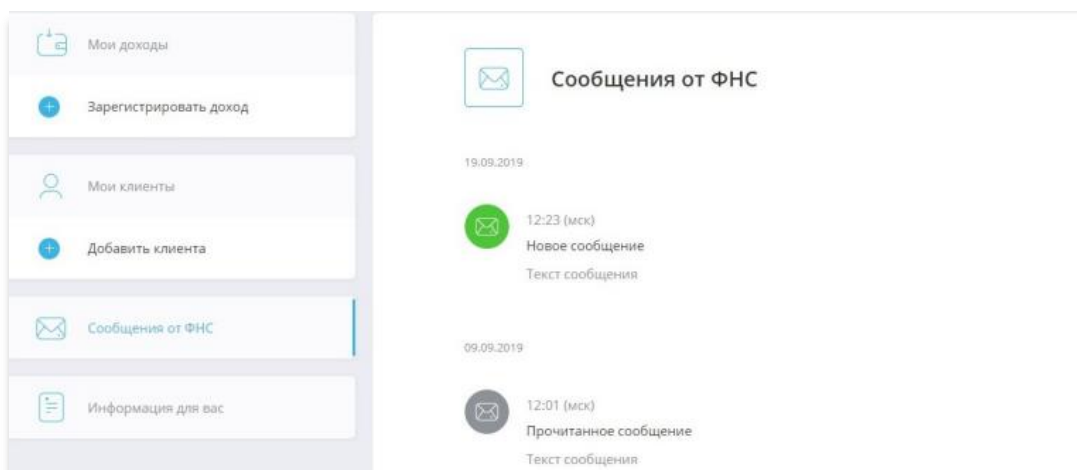 Мои доходы
Зарегистрировать доход
Мои клиенты
Добавить клиента
Сообщения от ФНС
Информация для вас
Сообщения от ФНС
19.09.2019
12:23 (мск)
Новое сообщение
Текст сообщения
09.09.2019
12:01 (мск)
Прочитанное сообщение
Текст сообщения